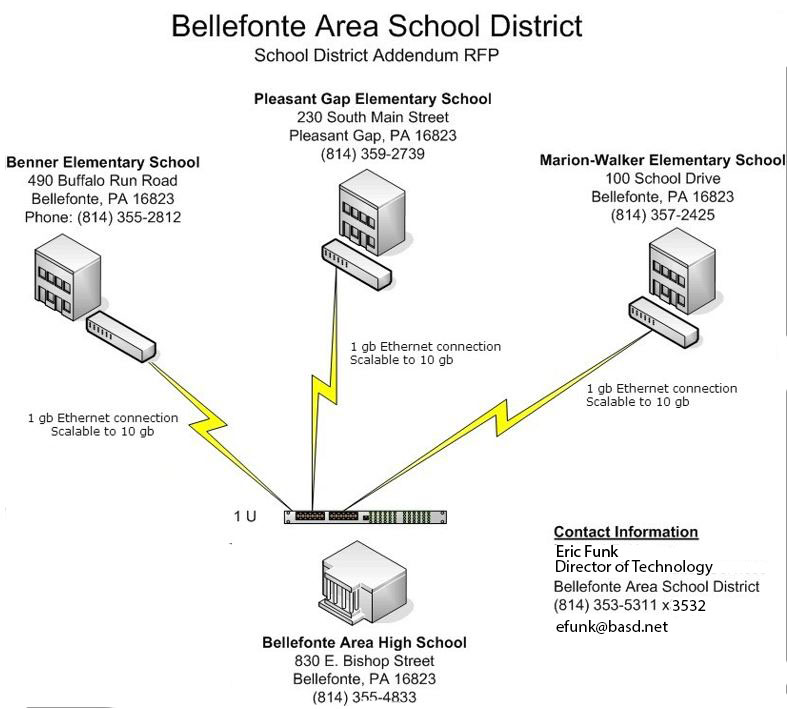 Bellefonte Area School District
School District Addendum RFP
Pleasant Gap Elementary School
230 South Main Street
Pleasant Gap, PA 16823
(814) 359-2739
Benner Elementary School
490 Buffalo Run Road
Bellefonte, PA 16823
Phone: (814) 355-2812
Marion-Walker Elementary School
100 School Drive
Bellefonte, PA 16823
(814) 357-2425
1 gb Ethernet connection
Scalable to 10 gb
1 gb Ethernet connection
Scalable to 10 gb
1 gb Ethernet connection
Scalable to 10 gb
1 U
Bellefonte Area High School
830 E. Bishop Street
Bellefonte, PA 16823
(814) 355-4833
Contact Information
Eric Funk
Director of Technology
Bellefonte Area School District
(814) 353-5311 x 3532
efunk@basd.net